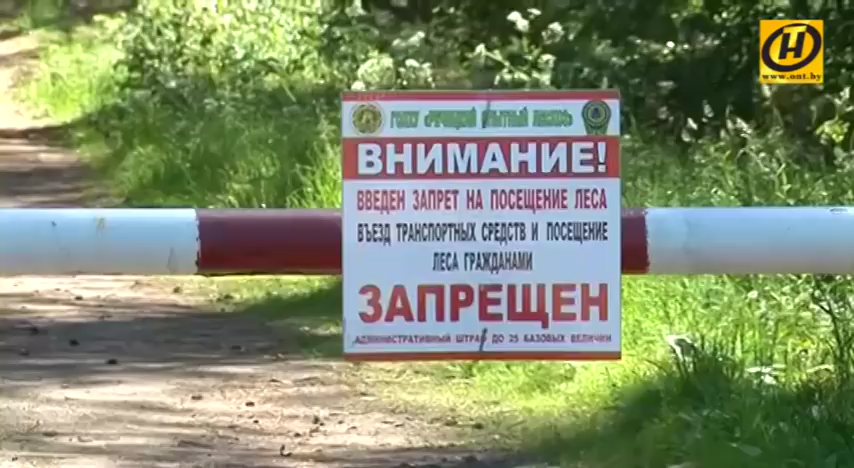 Н
www.ont.by
ГОЛХУ «РЕЧИЦКИЙ ОПЫТНЫЙ ЛЕСХОЗ»
ВНИМАНИЕ!
ВВЕДЕН ЗАПРЕТ НА ПОСЕЩЕНИЕ ЛЕСА
ВЪЕЗД ТРАНСПОРТНЫХ СРЕДСТВ И ПОСЕЩЕНИЕ
ЛЕСА ГРАЖДАНАМИ
ЗАПРЕЩЕН
АДМИНИСТРАТИВНЫЙ ШТРАФ ДО 25 БАЗОВЫХ ВЕЛИЧИН